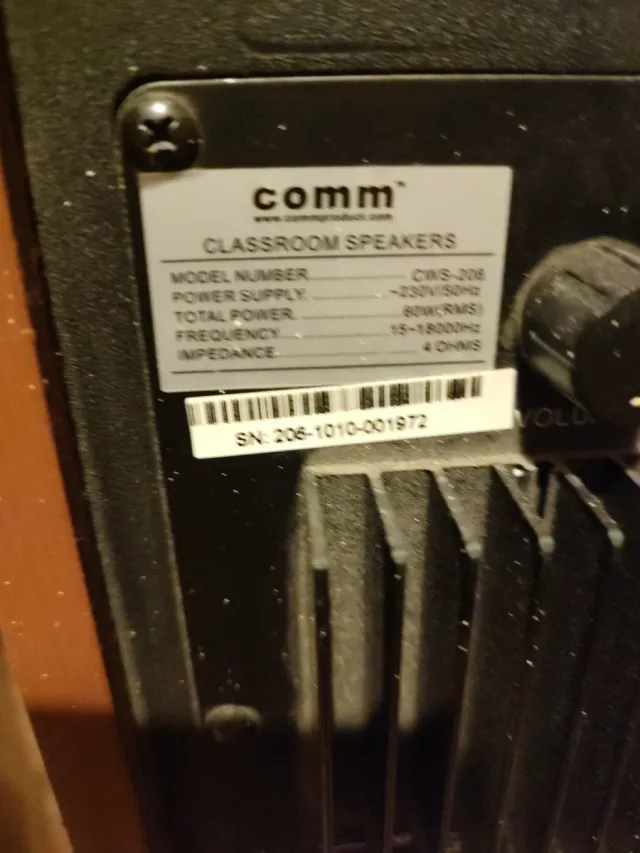 comm™
www.commproduct.com
CLASSROOM SPEAKERS
MODEL NUMBER CWS-206
POWER SUPPLY ~230V/50Hz
TOTAL POWER 60W(RMS)
FREQUENCY 15~18000Hz
IMPEDANCE 4 OHMS
SN: 206-1010-001972